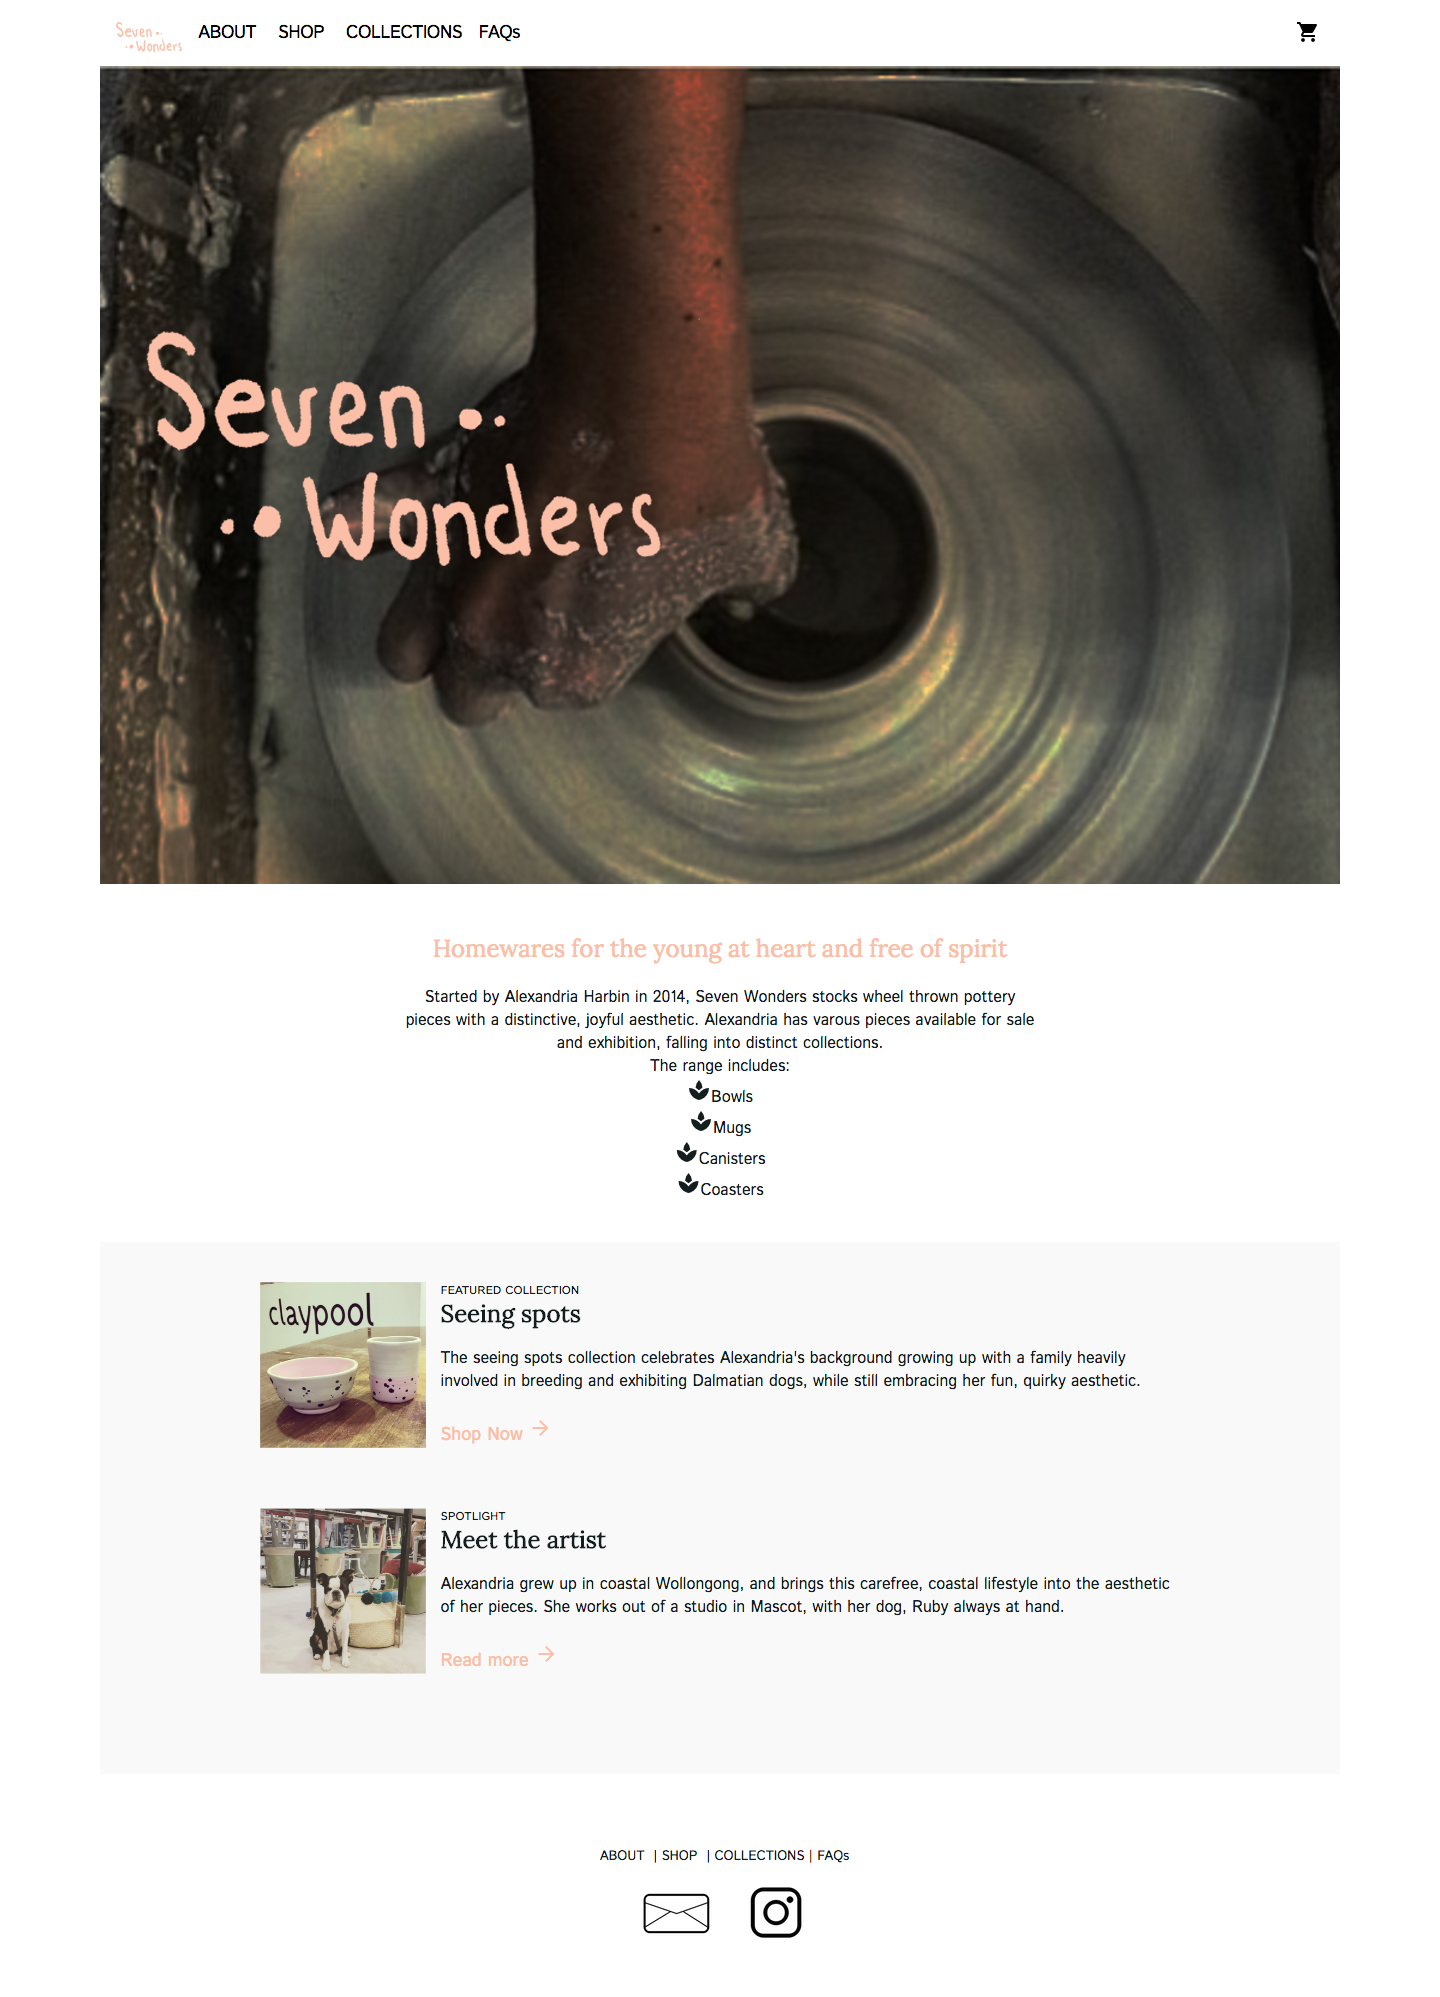 Seven
Wonders
ABOUT SHOP COLLECTIONS FAQs
Seven
Wonders
Homewares for the young at heart and free of spirit
Started by Alexandria Harbin in 2014, Seven Wonders stocks wheel thrown pottery
pieces with a distinctive, joyful aesthetic. Alexandria has varous pieces available for sale
and exhibition, falling into distinct collections.
The range includes:
Bowls
Mugs
Canisters
Coasters
claypool
FEATURED COLLECTION
Seeing spots
The seeing spots collection celebrates Alexandria's background growing up with a family heavily
involved in breeding and exhibiting Dalmatian dogs, while still embracing her fun, quirky aesthetic.
Shop Now
SPOTLIGHT
Meet the artist
Alexandria grew up in coastal Wollongong, and brings this carefree, coastal lifestyle into the aesthetic
of her pieces. She works out of a studio in Mascot, with her dog, Ruby always at hand.
Read more
ABOUT | SHOP | COLLECTIONS | FAQs